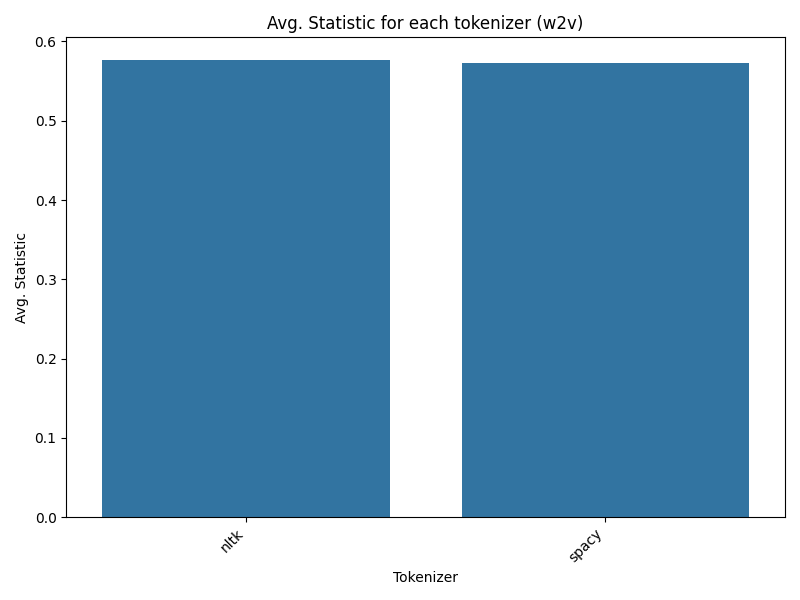 Avg. Statistic for each tokenizer (w2v)
0.6
0.5
0.4
0.3
0.2
0.1
0.0
Avg. Statistic
nltk
spacy
Tokenizer